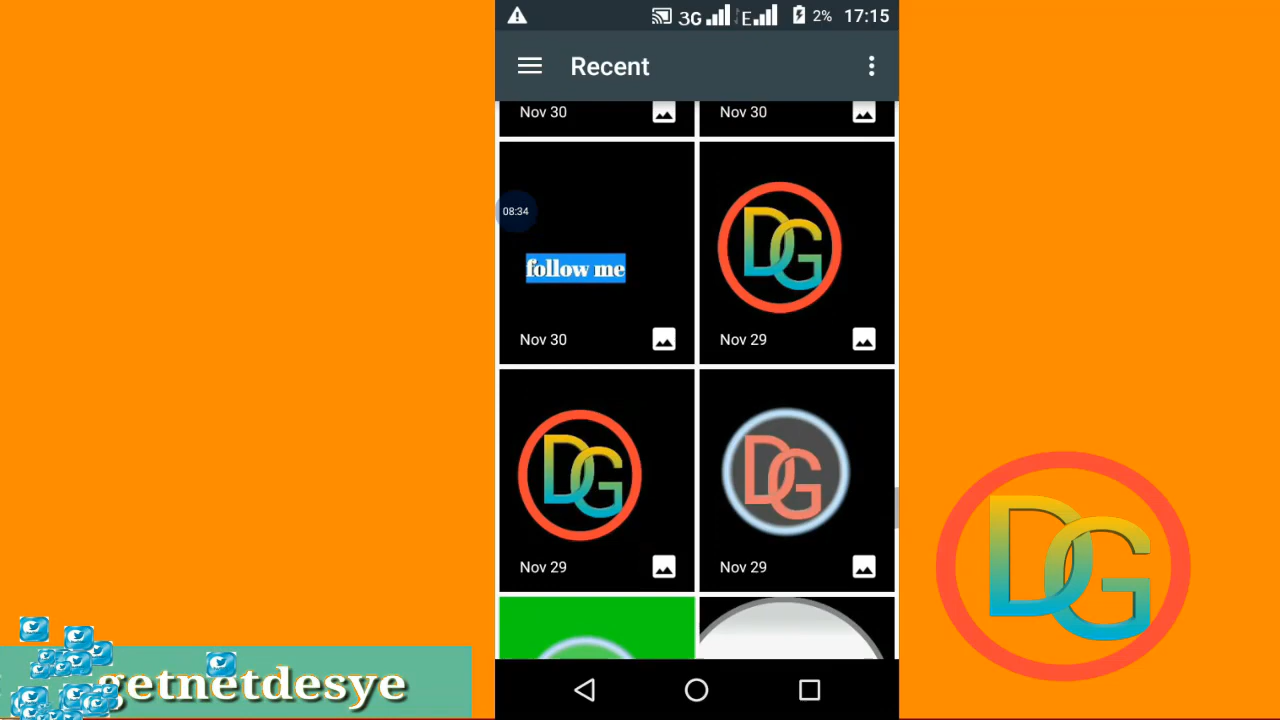 3G E 2% 17:15
Recent
Nov 30 Nov 30
08:34
follow me
DG
Nov 30 Nov 29
DG DG
Nov 29 Nov 29
DG
getnetdesye